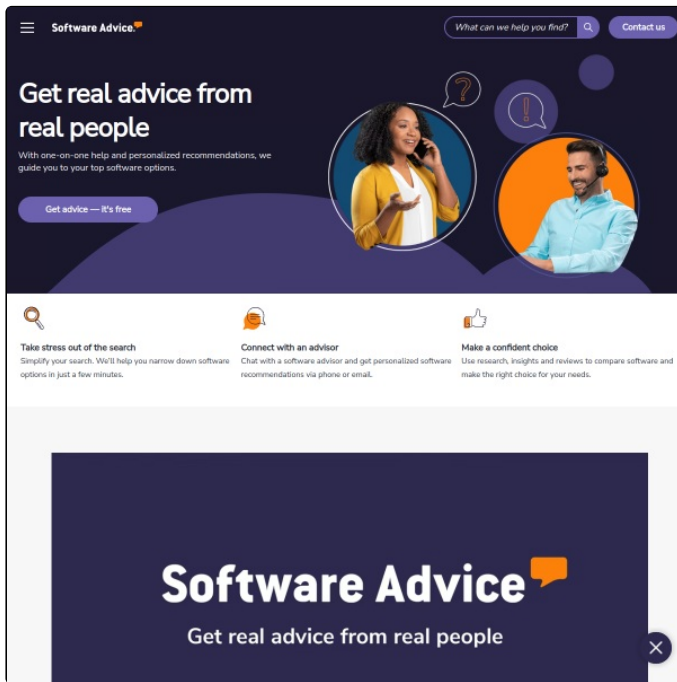 Software Advice.
What can we help you find?
Contact us
Get real advice from
real people
With one-on-one help and personalized recommendations, we
guide you to your top software options.
Get advice — it's free
?
!
Take stress out of the search
Simplify your search. We'll help you narrow down software
options in just a few minutes.
Connect with an advisor
Chat with a software advisor and get personalized software
recommendations via phone or email.
Make a confident choice
Use research, insights and reviews to compare software and
make the right choice for your needs.
Software Advice
Get real advice from real people